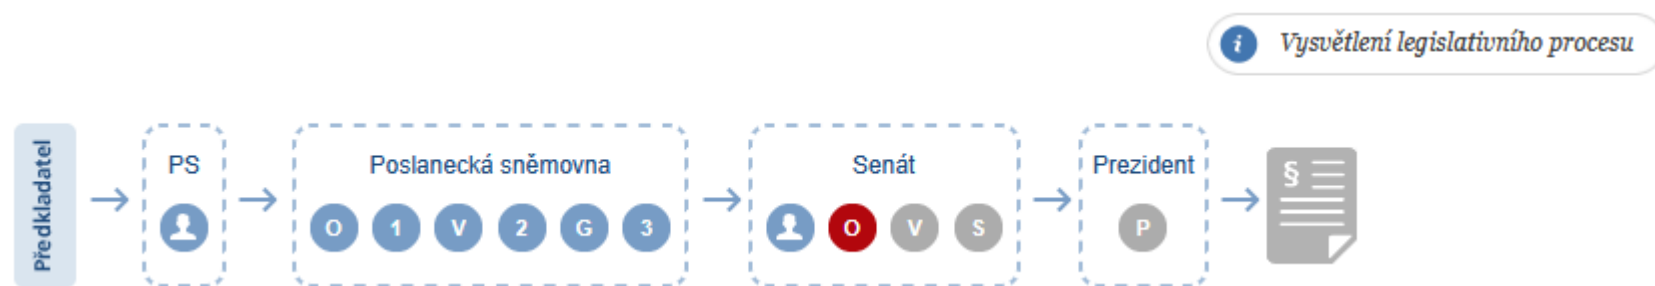 i Vysvětlení legislativního procesu
Předkladatel
PS
Poslanecká sněmovna
O 1 V 2 G 3
Senát
O V S
Prezident
P
§